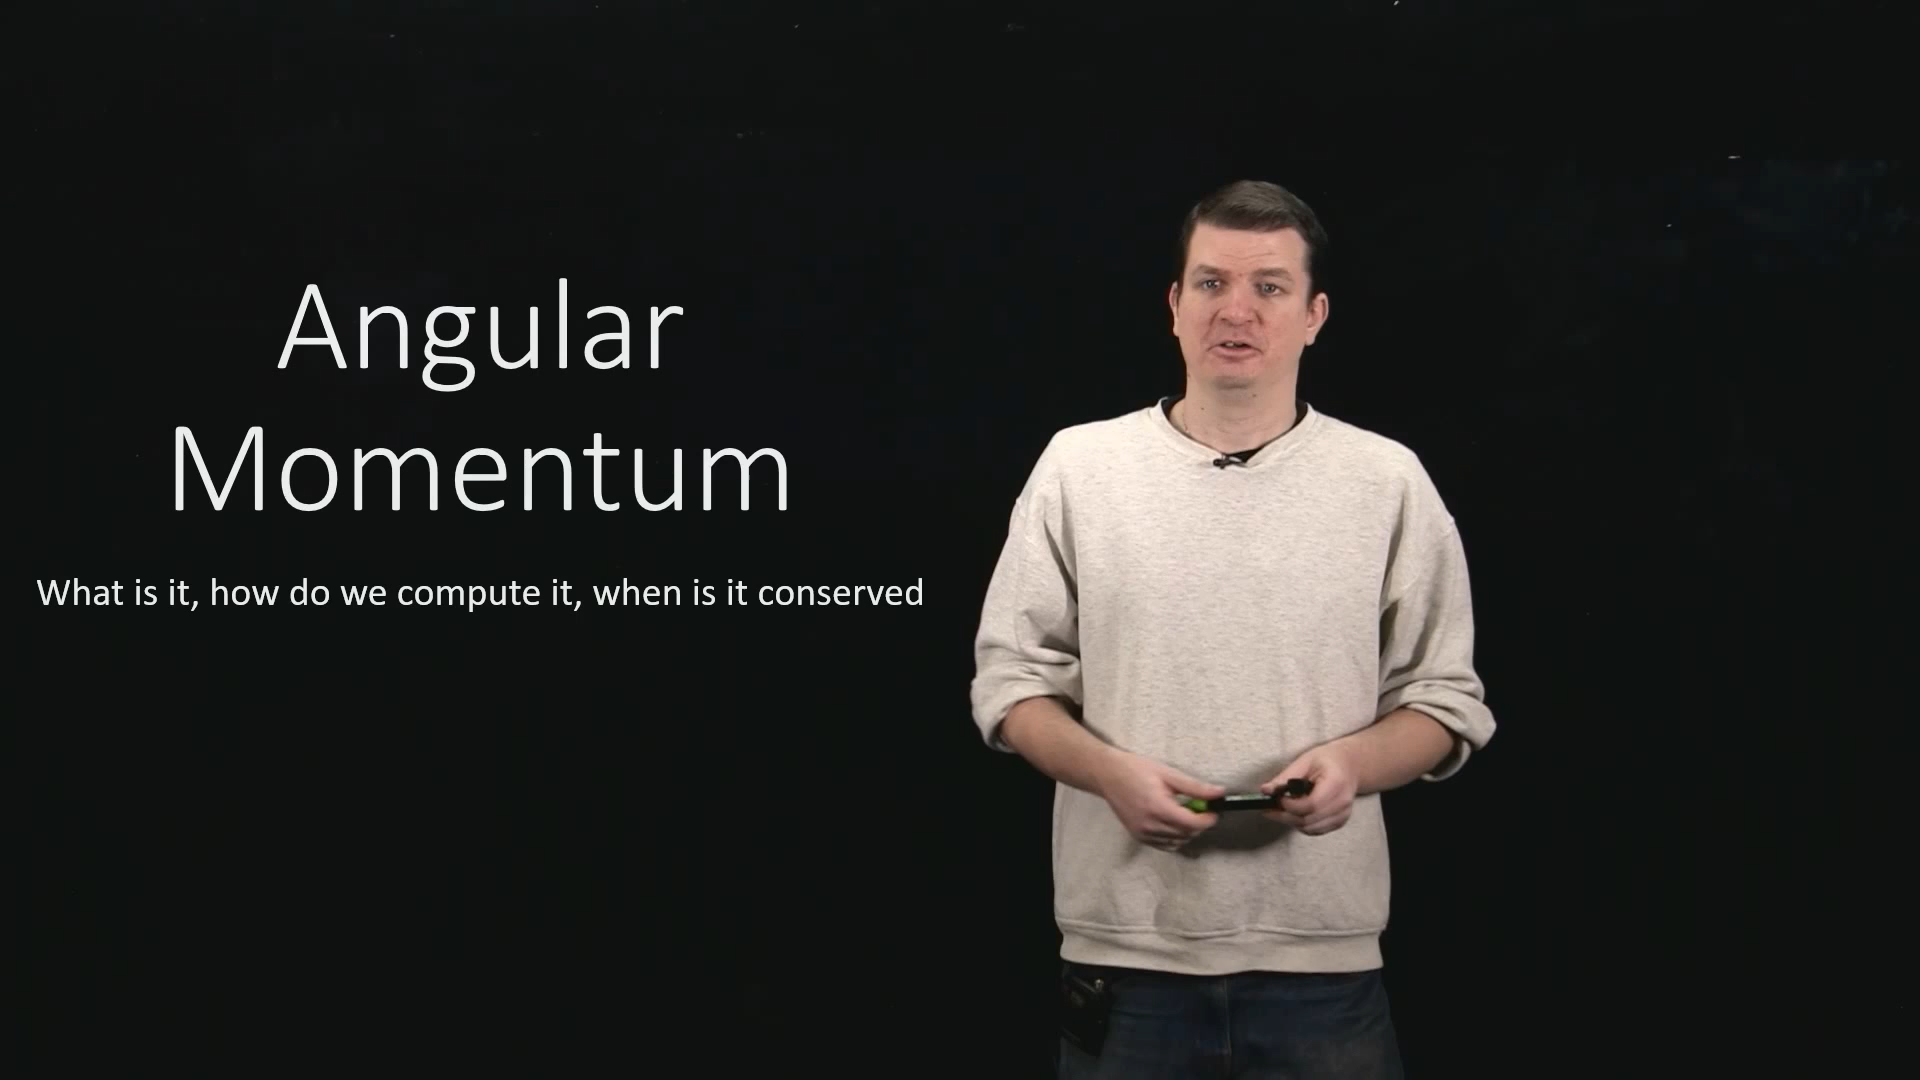 Angular
Momentum
What is it, how do we compute it, when is it conserved